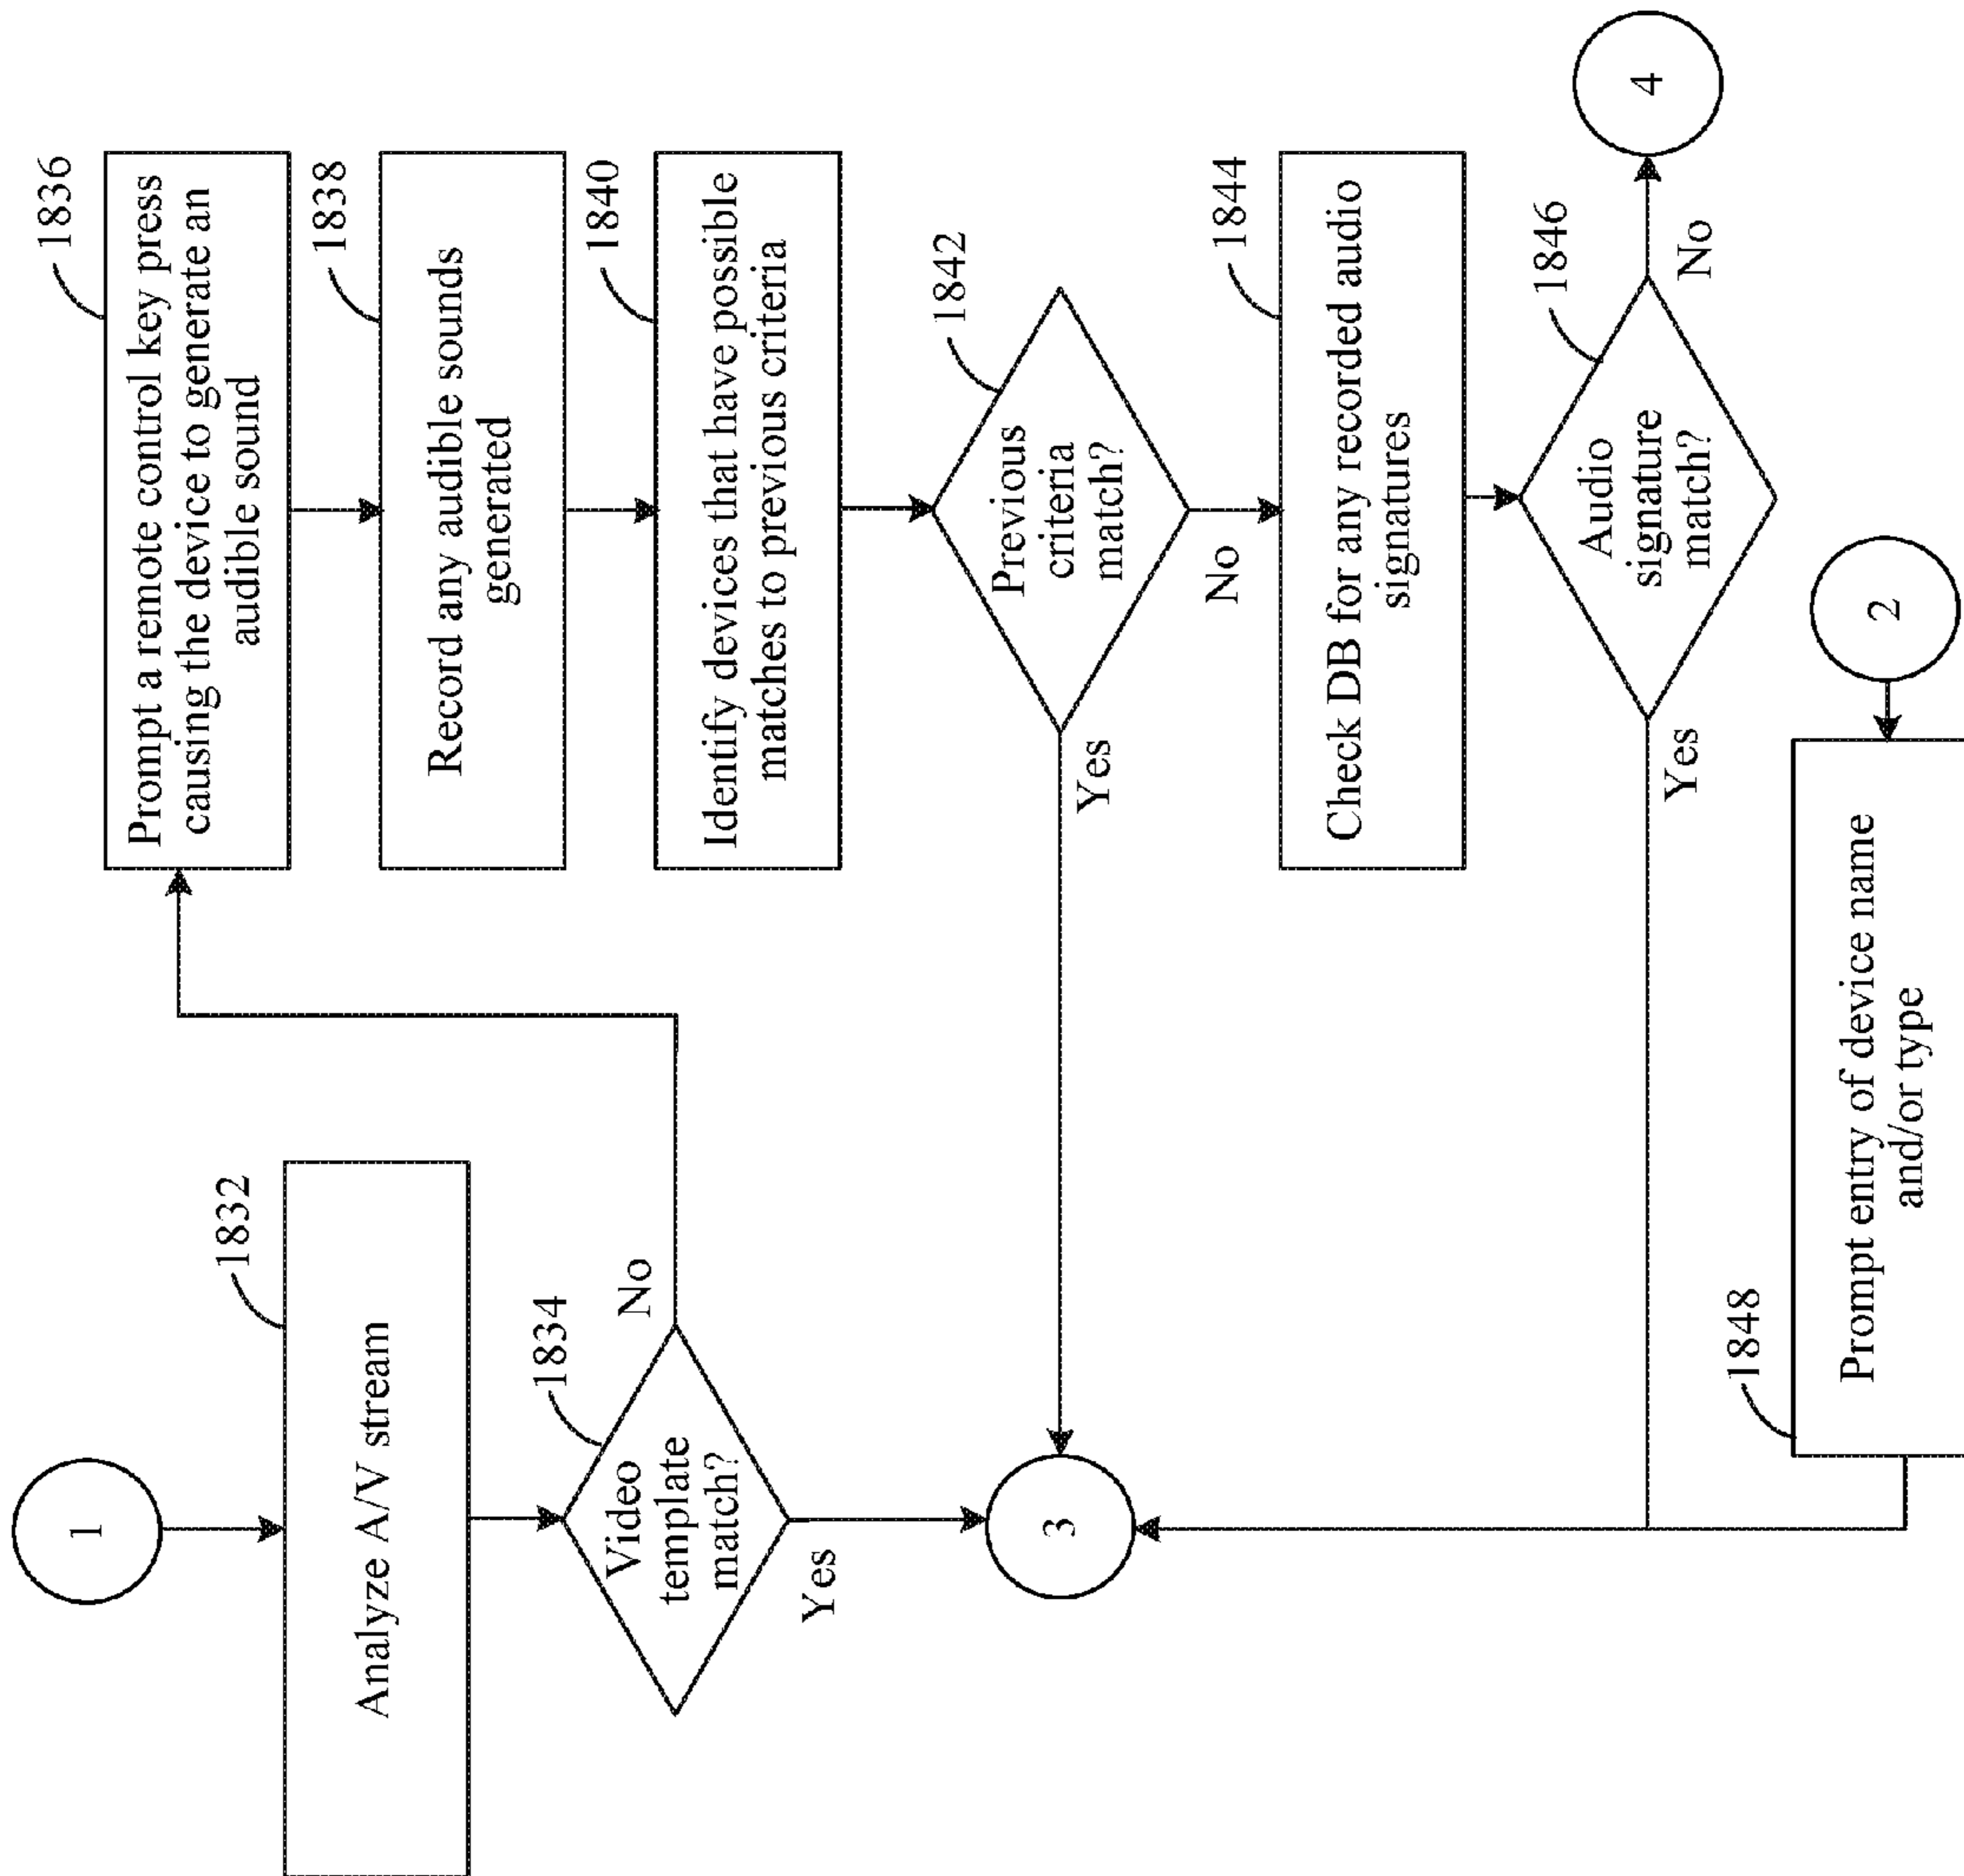 1
1832
Analyze A/V stream
1834
Video
template
match?
No
Yes
3
1836
Prompt a remote control key press
causing the device to generate an
audible sound
1838
Record any audible sounds
generated
1840
Identify devices that have possible
matches to previous criteria
1842
Previous
criteria
match?
Yes
No
1844
Check DB for any recorded audio
signatures
1846
Audio
signature
match?
Yes
No
4
2
1848
Prompt entry of device name
and/or type